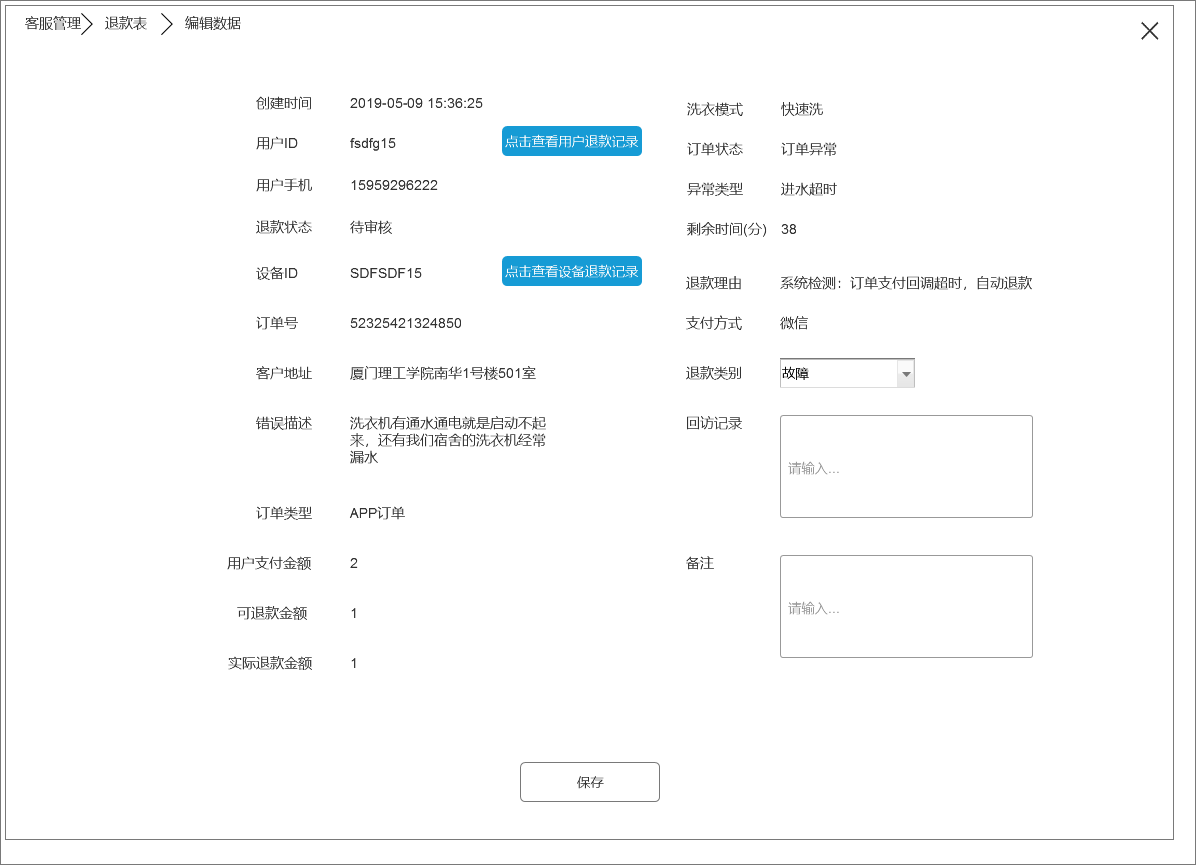 客服管理 退款表 编辑数据
创建时间 2019-05-09 15:36:25
用户ID fsdfg15 点击查看用户退款记录
用户手机 15959296222
退款状态 待审核
设备ID SDFSDF15 点击查看设备退款记录
订单号 52325421324850
客户地址 厦门理工学院南华1号楼501室
错误描述 洗衣机有通水通电就是启动不起
来，还有我们宿舍的洗衣机经常
漏水
订单类型 APP订单
用户支付金额 2
可退款金额 1
实际退款金额 1
洗衣模式 快速洗
订单状态 订单异常
异常类型 进水超时
剩余时间(分) 38
退款理由 系统检测：订单支付回调超时，自动退款
支付方式 微信
退款类别 故障
回访记录 请输入...
备注 请输入...
保存